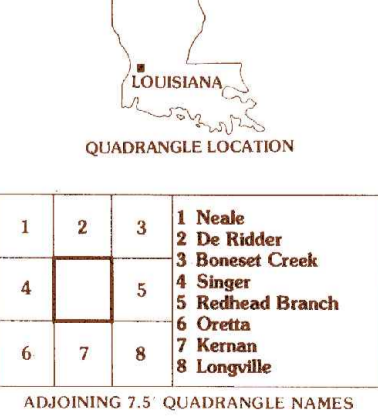 LOUISIANA
QUADRANGLE LOCATION
1 2 3
4 5
6 7 8
1 Neale
2 De Ridder
3 Boneset Creek
4 Singer
5 Redhead Branch
6 Oretta
7 Kernan
8 Longville
ADJOINING 7.5' QUADRANGLE NAMES